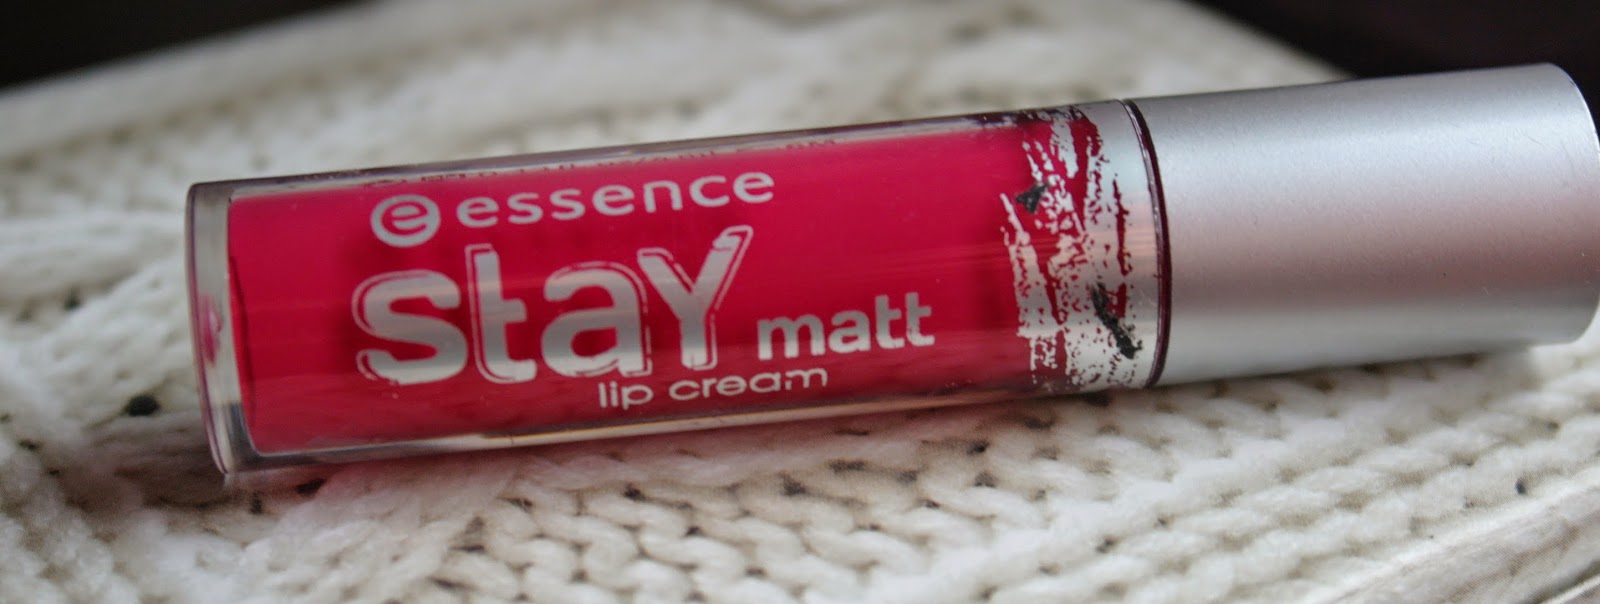 e essence
stay matt
lip cream